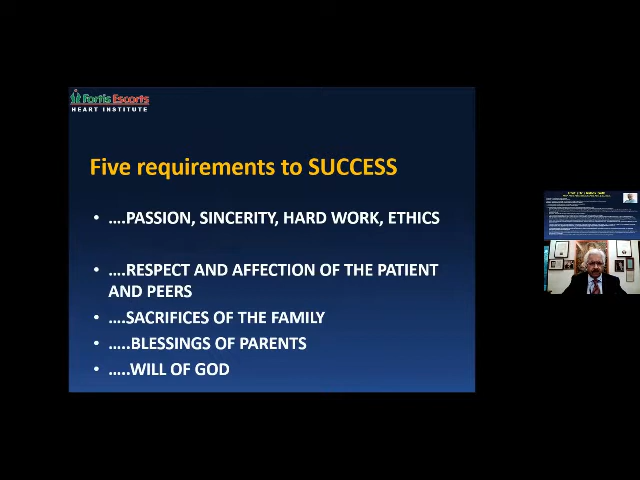 Fortis Escorts
HEART INSTITUTE
Five requirements to SUCCESS
• ....PASSION, SINCERITY, HARD WORK, ETHICS
• ....RESPECT AND AFFECTION OF THE PATIENT
AND PEERS
• ....SACRIFICES OF THE FAMILY
• .....BLESSINGS OF PARENTS
• .....WILL OF GOD